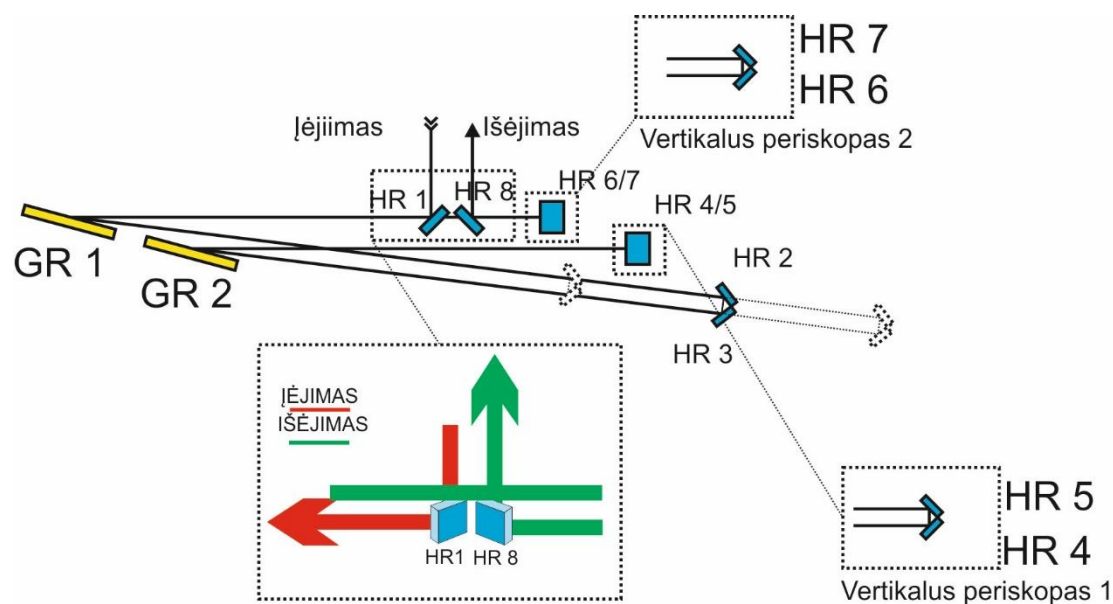 HR 7
HR 6
Vertikalus periskopas 2
Įėjiimas
Išėjimas
HR 1
HR 8
HR 6/7
HR 4/5
GR 1
GR 2
HR 2
HR 3
ĮĖJIMAS
IŠĖJIMAS
HR1
HR 8
HR 5
HR 4
Vertikalus periskopas 1